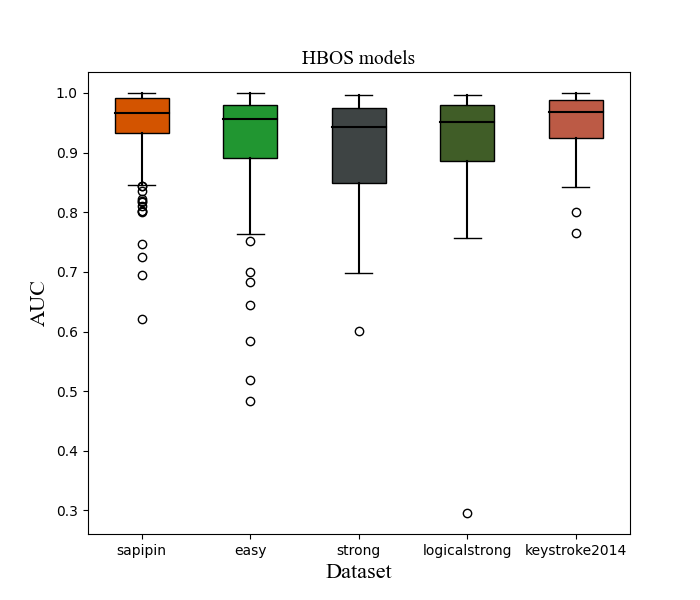 HBOS models
AUC
1.0
0.9
0.8
0.7
0.6
0.5
0.4
0.3
sapipin
easy
strong
logicalstrong
keystroke2014
Dataset